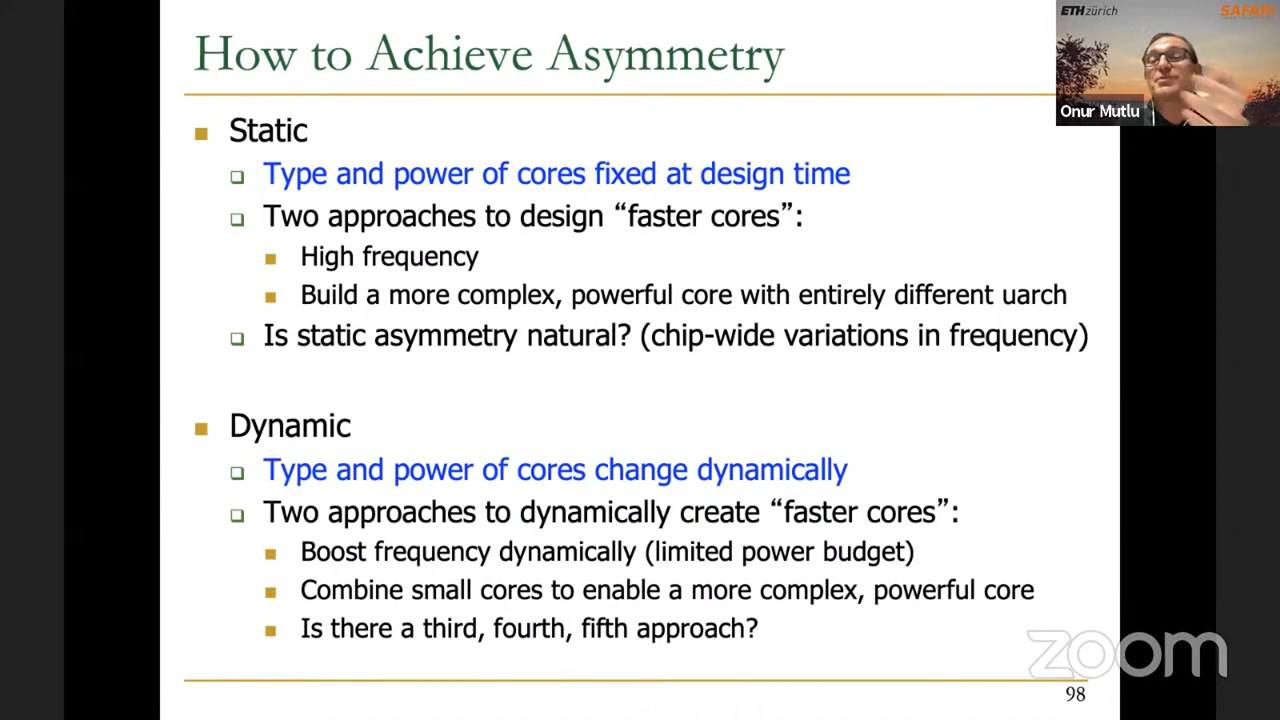 How to Achieve Asymmetry
ETH zürich
SAFARI
Onur Mutlu
Static
Type and power of cores fixed at design time
Two approaches to design “faster cores”:
High frequency
Build a more complex, powerful core with entirely different uarch
Is static asymmetry natural? (chip-wide variations in frequency)
Dynamic
Type and power of cores change dynamically
Two approaches to dynamically create “faster cores”:
Boost frequency dynamically (limited power budget)
Combine small cores to enable a more complex, powerful core
Is there a third, fourth, fifth approach?
zoom
98